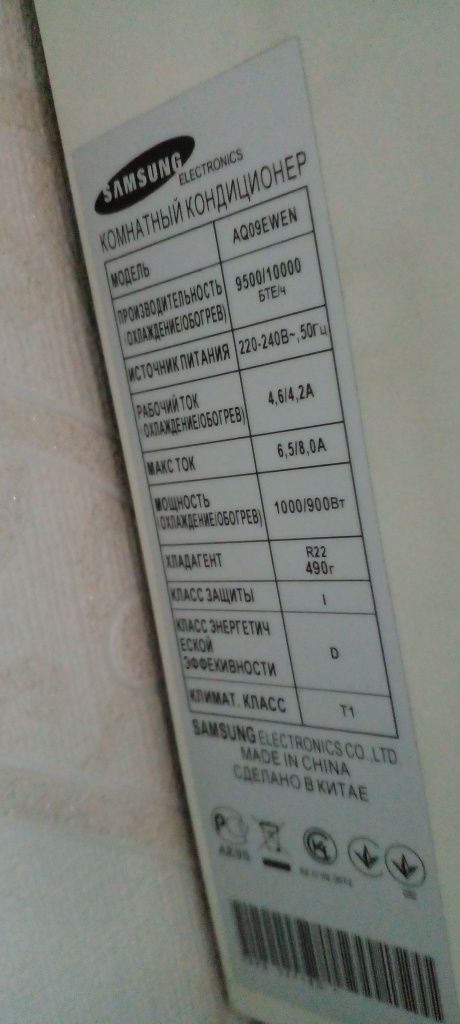 SAMSUNG ELECTRONICS
КОМНАТНЫЙ КОНДИЦИОНЕР
МОДЕЛЬ AQ09EWEN
ПРОИЗВОДИТЕЛЬНОСТЬ
(ОХЛАЖДЕНИЕ/ОБОГРЕВ) 9500/10000
БТЕ/ч
ИСТОЧНИК ПИТАНИЯ 220-240В~,50Гц
РАБОЧИЙ ТОК
(ОХЛАЖДЕНИЕ/ОБОГРЕВ) 4,6/4,2А
МАКС ТОК 6,5/8,0А
МОЩНОСТЬ
(ОХЛАЖДЕНИЕ/ОБОГРЕВ) 1000/900Вт
ХЛАДАГЕНТ R22
490г
КЛАСС ЗАЩИТЫ I
КЛАСС ЭНЕРГЕТИЧ
ЕСКОЙ
ЭФФЕКИВНОСТИ D
КЛИМАТ. КЛАСС T1
SAMSUNG ELECTRONICS CO.,LTD
MADE IN CHINA
СДЕЛАНО В КИТАЕ